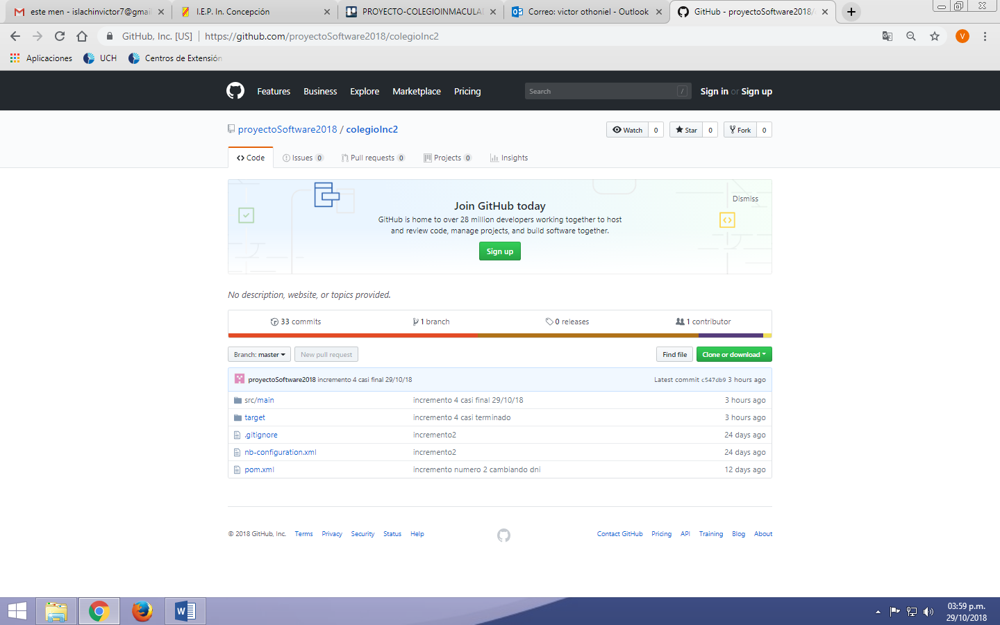 este men - islachinvictor7@gmai
I.E.P. In. Concepción
PROYECTO-COLEGIOINMACULA
Correo: victor othoniel - Outlook
GitHub - proyectoSoftware2018/
GitHub, Inc. [US] | https://github.com/proyectoSoftware2018/colegioInc2
V
Aplicaciones UCH Centros de Extensión
Features Business Explore Marketplace Pricing Search / Sign in or Sign up
proyectoSoftware2018 / colegioInc2 Watch 0 Star 0 Fork 0
Code Issues 0 Pull requests 0 Projects 0 Insights
Dismiss
Join GitHub today
GitHub is home to over 28 million developers working together to host
and review code, manage projects, and build software together.
Sign up
No description, website, or topics provided.
33 commits 1 branch 0 releases 1 contributor
Branch: master New pull request Find file Clone or download
proyectoSoftware2018 incremento 4 casi final 29/10/18 Latest commit c547db9 3 hours ago
src/main incremento 4 casi final 29/10/18 3 hours ago
target incremento 4 casi terminado 3 hours ago
.gitignore incremento2 24 days ago
nb-configuration.xml incremento2 24 days ago
pom.xml incremento numero 2 cambiando dni 12 days ago
© 2018 GitHub, Inc. Terms Privacy Security Status Help Contact GitHub Pricing API Training Blog About
03:59 p.m.
29/10/2018